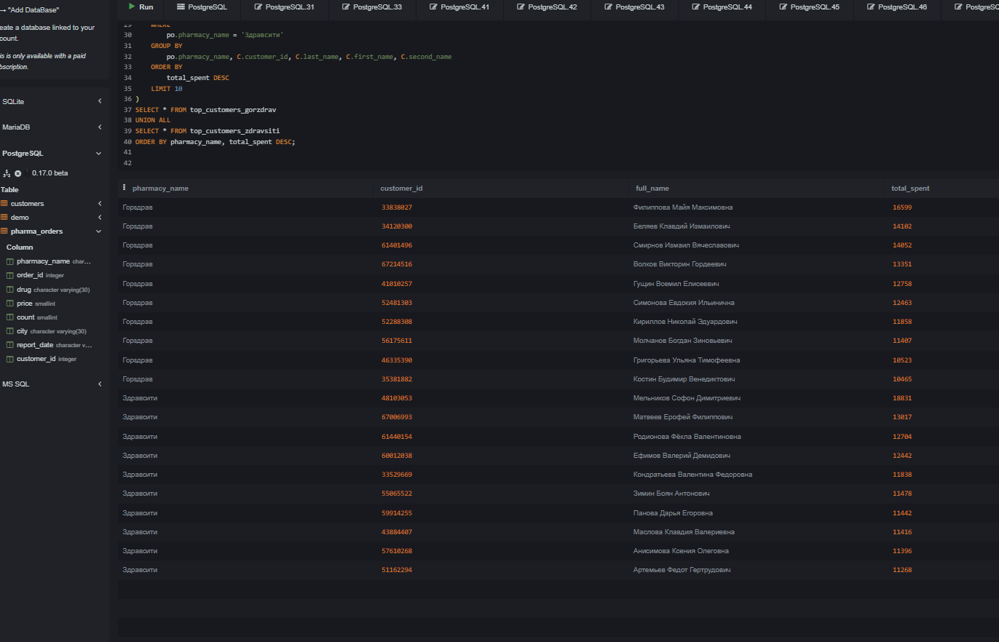 → "Add DataBase"
eate a database linked to your
count.
is is only available with a paid
bscription.
SQLite
MariaDB
PostgreSQL
0.17.0 beta
Table
customers
demo
pharma_orders
Column
pharmacy_name char...
order_id integer
drug character varying(30)
price smallint
count smallint
city character varying(30)
report_date character v...
customer_id integer
MS SQL
Run PostgreSQL PostgreSQL.31 PostgreSQL.33 PostgreSQL.41 PostgreSQL.42 PostgreSQL.43 PostgreSQL.44 PostgreSQL.45 PostgreSQL.46 PostgreSQ
29 WHERE
30 po.pharmacy_name = 'Здравсити'
31 GROUP BY
32 po.pharmacy_name, C.customer_id, C.last_name, C.first_name, C.second_name
33 ORDER BY
34 total_spent DESC
35 LIMIT 10
36 )
37 SELECT * FROM top_customers_gorzdrav
38 UNION ALL
39 SELECT * FROM top_customers_zdravsiti
40 ORDER BY pharmacy_name, total_spent DESC;
41
42
pharmacy_name customer_id full_name total_spent
Горздрав 33838027 Филиппова Майя Максимовна 16599
Горздрав 34120300 Беляев Клавдий Измаилович 14102
Горздрав 61401496 Смирнов Измаил Вячеславович 14052
Горздрав 67214516 Волков Викторин Гордеевич 13351
Горздрав 41010257 Гущин Всемил Елисеевич 12758
Горздрав 52481303 Симонова Евдокия Ильинична 12463
Горздрав 52288308 Кириллов Николай Эдуардович 11858
Горздрав 56175611 Молчанов Богдан Зиновьевич 11407
Горздрав 46335390 Григорьева Ульяна Тимофеевна 10523
Горздрав 35381882 Костин Будимир Венедиктович 10465
Здравсити 48103053 Мельников Софон Димитриевич 18831
Здравсити 67006993 Матвеев Ерофей Филиппович 13017
Здравсити 61440154 Родионова Фёкла Валентиновна 12704
Здравсити 60012038 Ефимов Валерий Демидович 12442
Здравсити 33529669 Кондратьева Валентина Федоровна 11838
Здравсити 55065522 Зимин Боян Антонович 11478
Здравсити 59914255 Панова Дарья Егоровна 11442
Здравсити 43884407 Маслова Клавдия Валериевна 11416
Здравсити 57610268 Анисимова Ксения Олеговна 11396
Здравсити 51162294 Артемьев Федот Гертрудович 11268